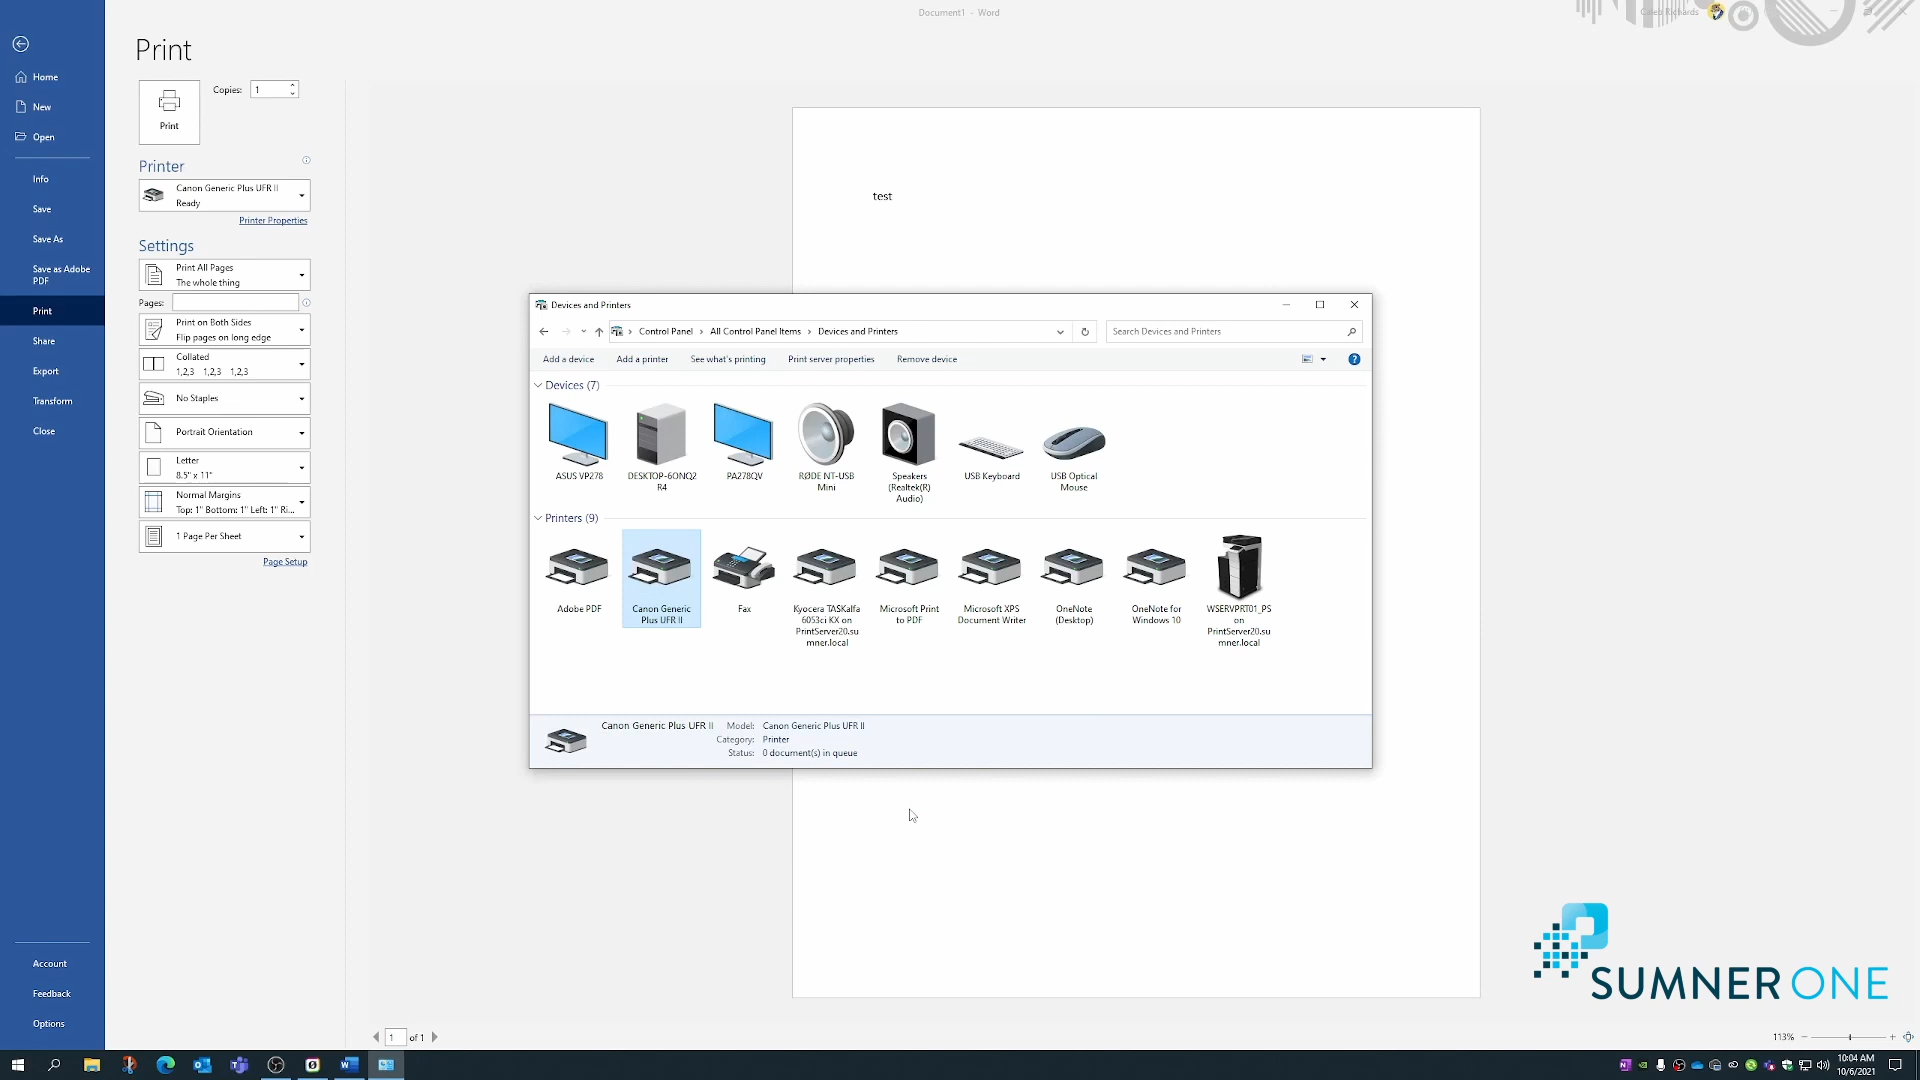 Document1 - Word
Caleb Richards
Home
New
Open
Info
Save
Save As
Save as Adobe
PDF
Print
Share
Export
Transform
Close
Account
Feedback
Options
Print
Print
Copies: 1
Printer
Canon Generic Plus UFR II
Ready
Printer Properties
Settings
Print All Pages
The whole thing
Pages:
Print on Both Sides
Flip pages on long edge
Collated
1,2,3 1,2,3 1,2,3
No Staples
Portrait Orientation
Letter
8.5" x 11"
Normal Margins
Top: 1" Bottom: 1" Left: 1" Ri...
1 Page Per Sheet
Page Setup
test
Devices and Printers
Control Panel > All Control Panel Items > Devices and Printers
Search Devices and Printers
Add a device
Add a printer
See what's printing
Print server properties
Remove device
Devices (7)
ASUS VP278
DESKTOP-6ONQ2
R4
PA278QV
RØDE NT-USB
Mini
Speakers
(Realtek(R)
Audio)
USB Keyboard
USB Optical
Mouse
Printers (9)
Adobe PDF
Canon Generic
Plus UFR II
Fax
Kyocera TASKalfa
6053ci KX on
PrintServer20.su
mner.local
Microsoft Print
to PDF
Microsoft XPS
Document Writer
OneNote
(Desktop)
OneNote for
Windows 10
WSERVPRT01_PS
on
PrintServer20.su
mner.local
Canon Generic Plus UFR II
Model: Canon Generic Plus UFR II
Category: Printer
Status: 0 document(s) in queue
SUMNERONE
1 of 1
113%
10:04 AM
10/6/2021